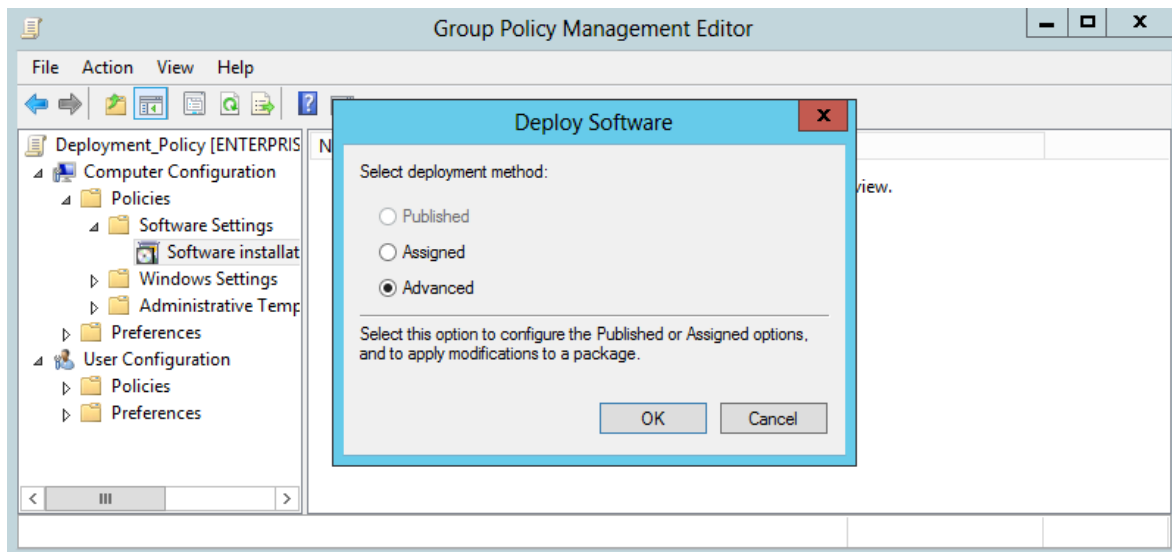 Group Policy Management Editor
File Action View Help
Deploy Software
Deployment_Policy [ENTERPRIS
N
Computer Configuration
Select deployment method:
view.
Policies
Published
Software Settings
Software installat
Assigned
Windows Settings
Advanced
Administrative Temp
Preferences
Select this option to configure the Published or Assigned options,
and to apply modifications to a package.
User Configuration
Policies
Preferences
OK
Cancel